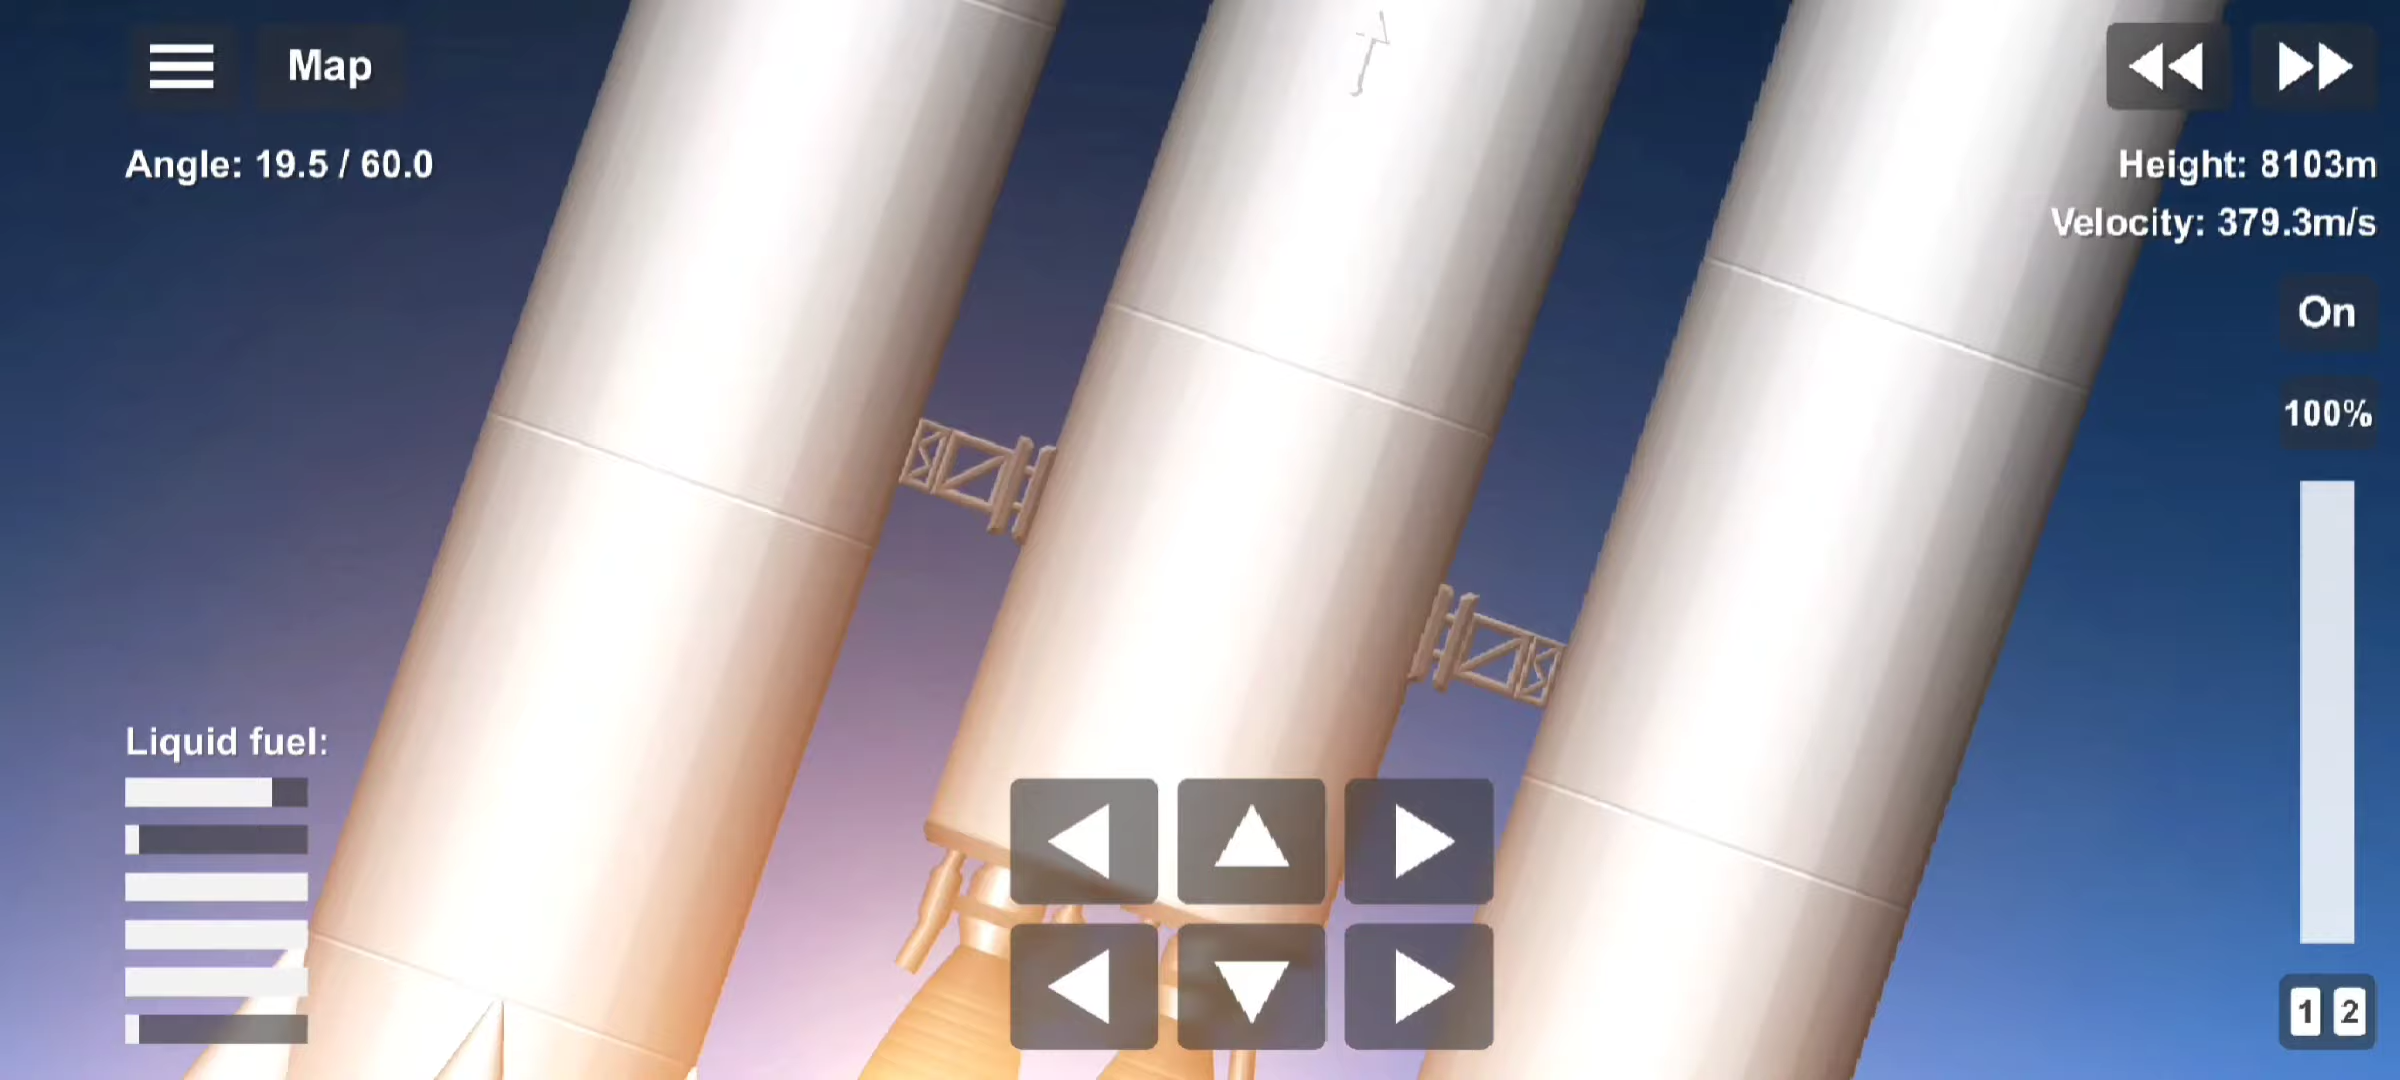 Map
Angle: 19.5 / 60.0
Height: 8103m
Velocity: 379.3m/s
On
100%
Liquid fuel:
1 2